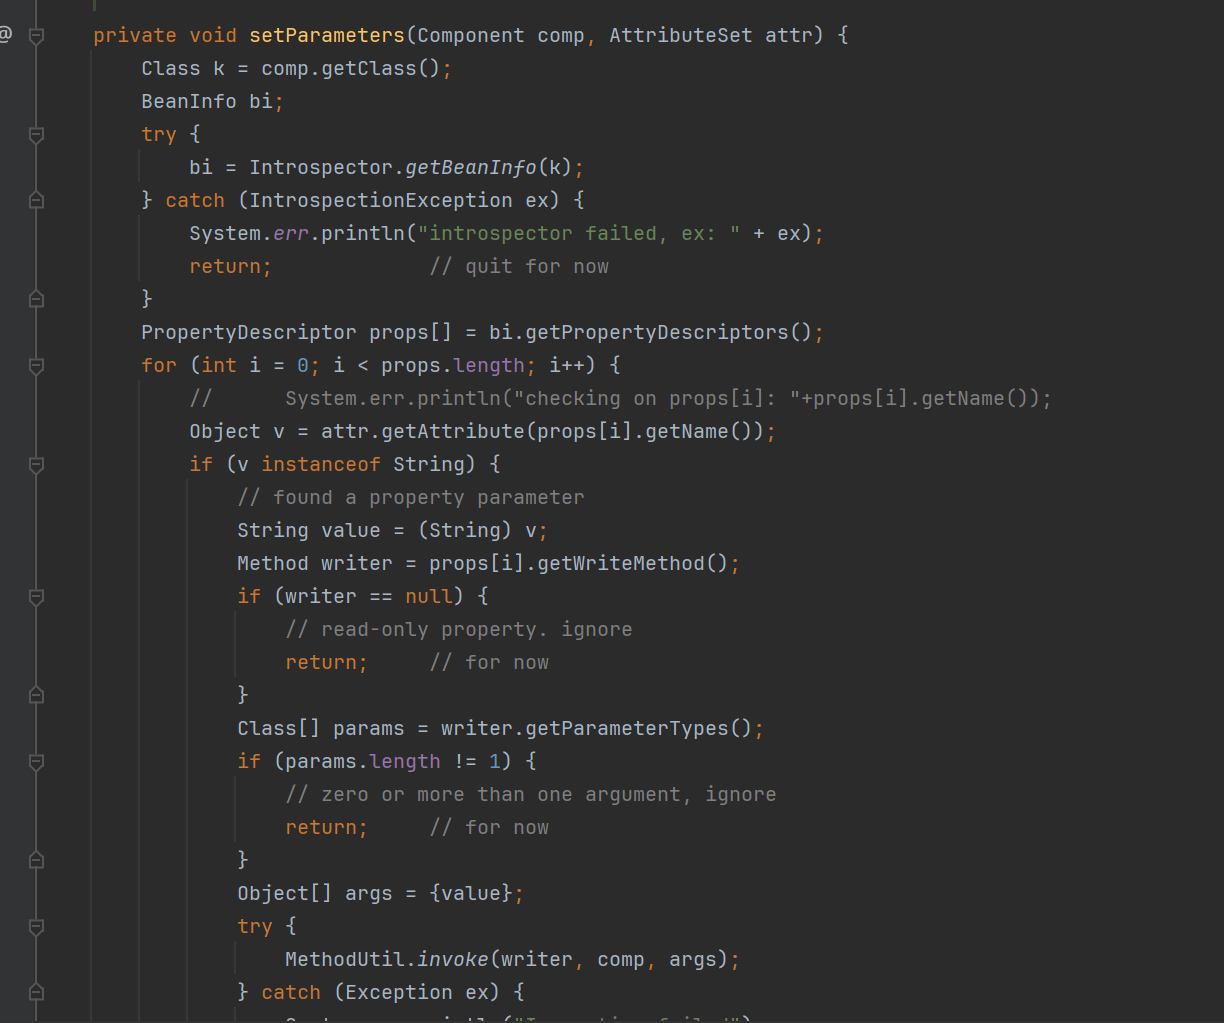 @ private void setParameters(Component comp, AttributeSet attr) {
Class k = comp.getClass();
BeanInfo bi;
try {
bi = Introspector.getBeanInfo(k);
} catch (IntrospectionException ex) {
System.err.println("introspector failed, ex: " + ex);
return; // quit for now
}
PropertyDescriptor props[] = bi.getPropertyDescriptors();
for (int i = 0; i < props.length; i++) {
// System.err.println("checking on props[i]: "+props[i].getName());
Object v = attr.getAttribute(props[i].getName());
if (v instanceof String) {
// found a property parameter
String value = (String) v;
Method writer = props[i].getWriteMethod();
if (writer == null) {
// read-only property. ignore
return; // for now
}
Class[] params = writer.getParameterTypes();
if (params.length != 1) {
// zero or more than one argument, ignore
return; // for now
}
Object[] args = {value};
try {
MethodUtil.invoke(writer, comp, args);
} catch (Exception ex) {